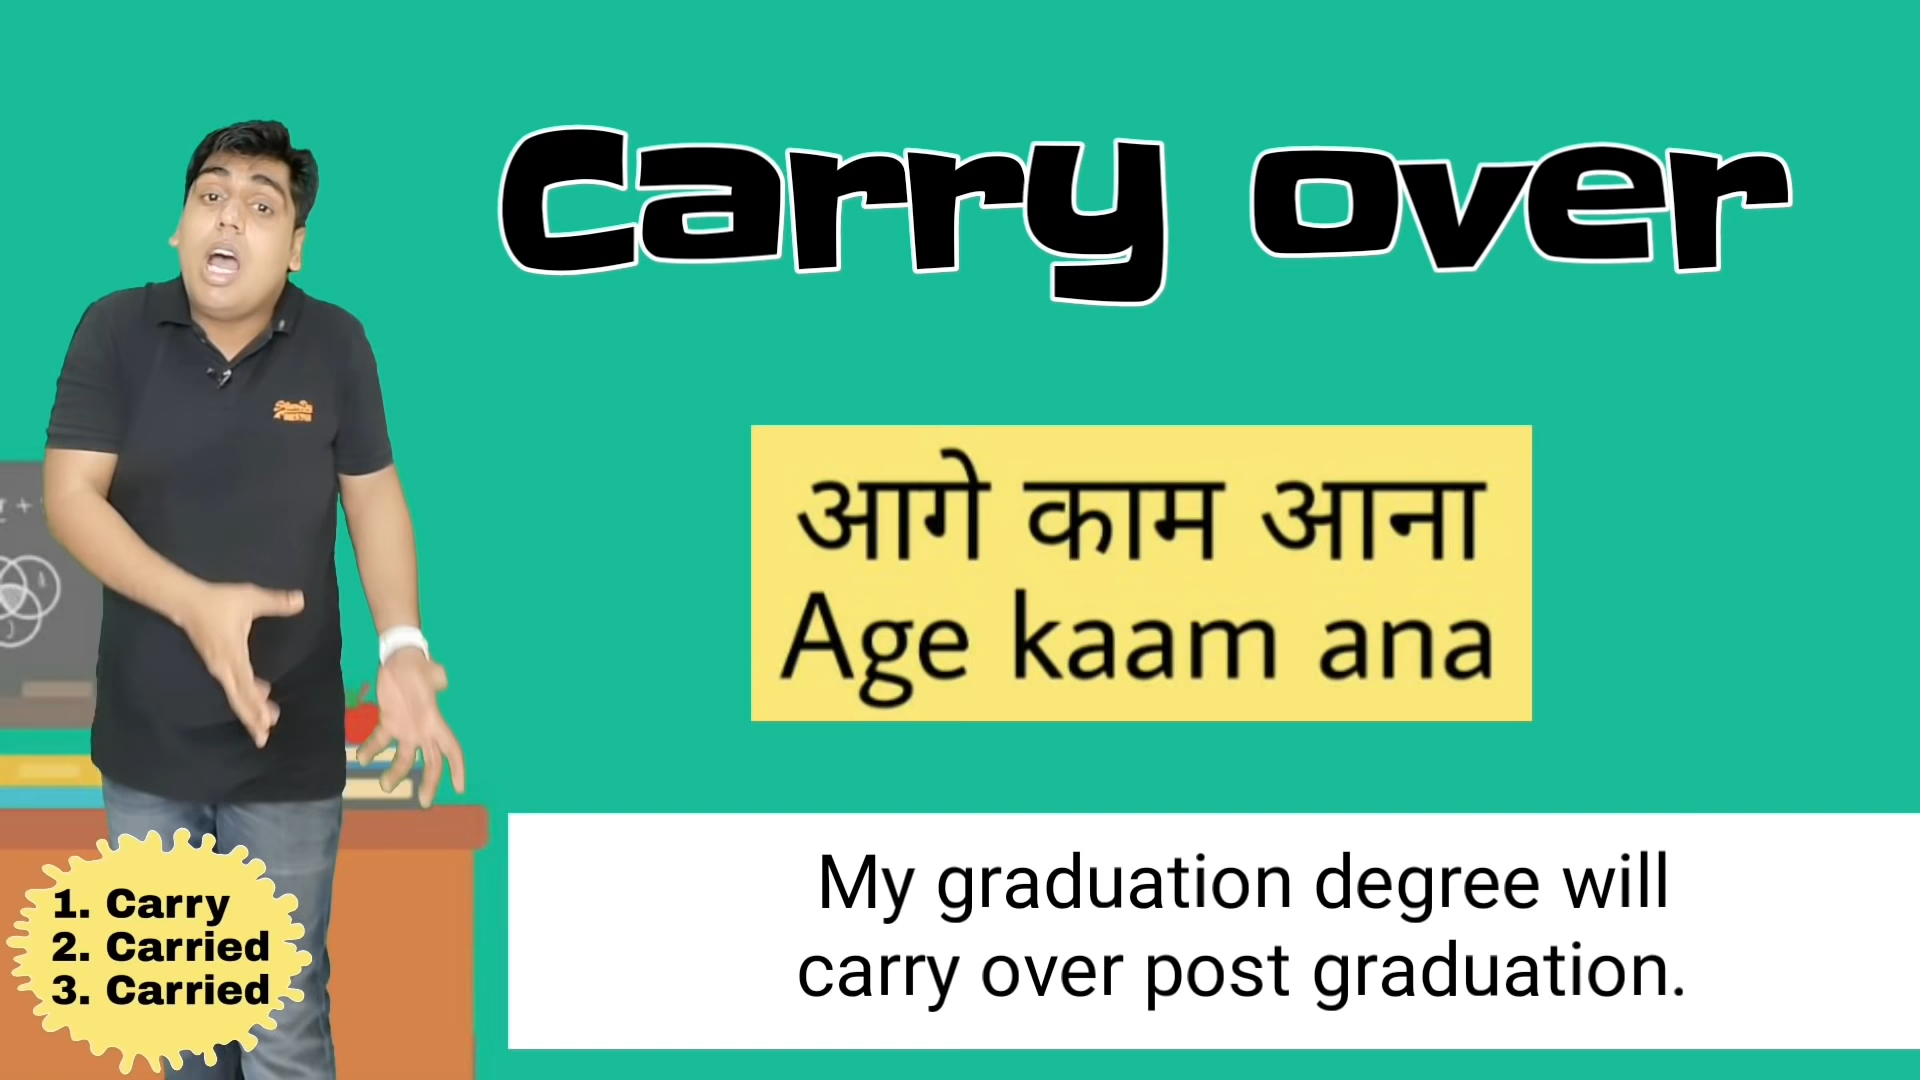 Carry over
आगे काम आना
Age kaam ana
My graduation degree will
carry over post graduation.
1. Carry
2. Carried
3. Carried